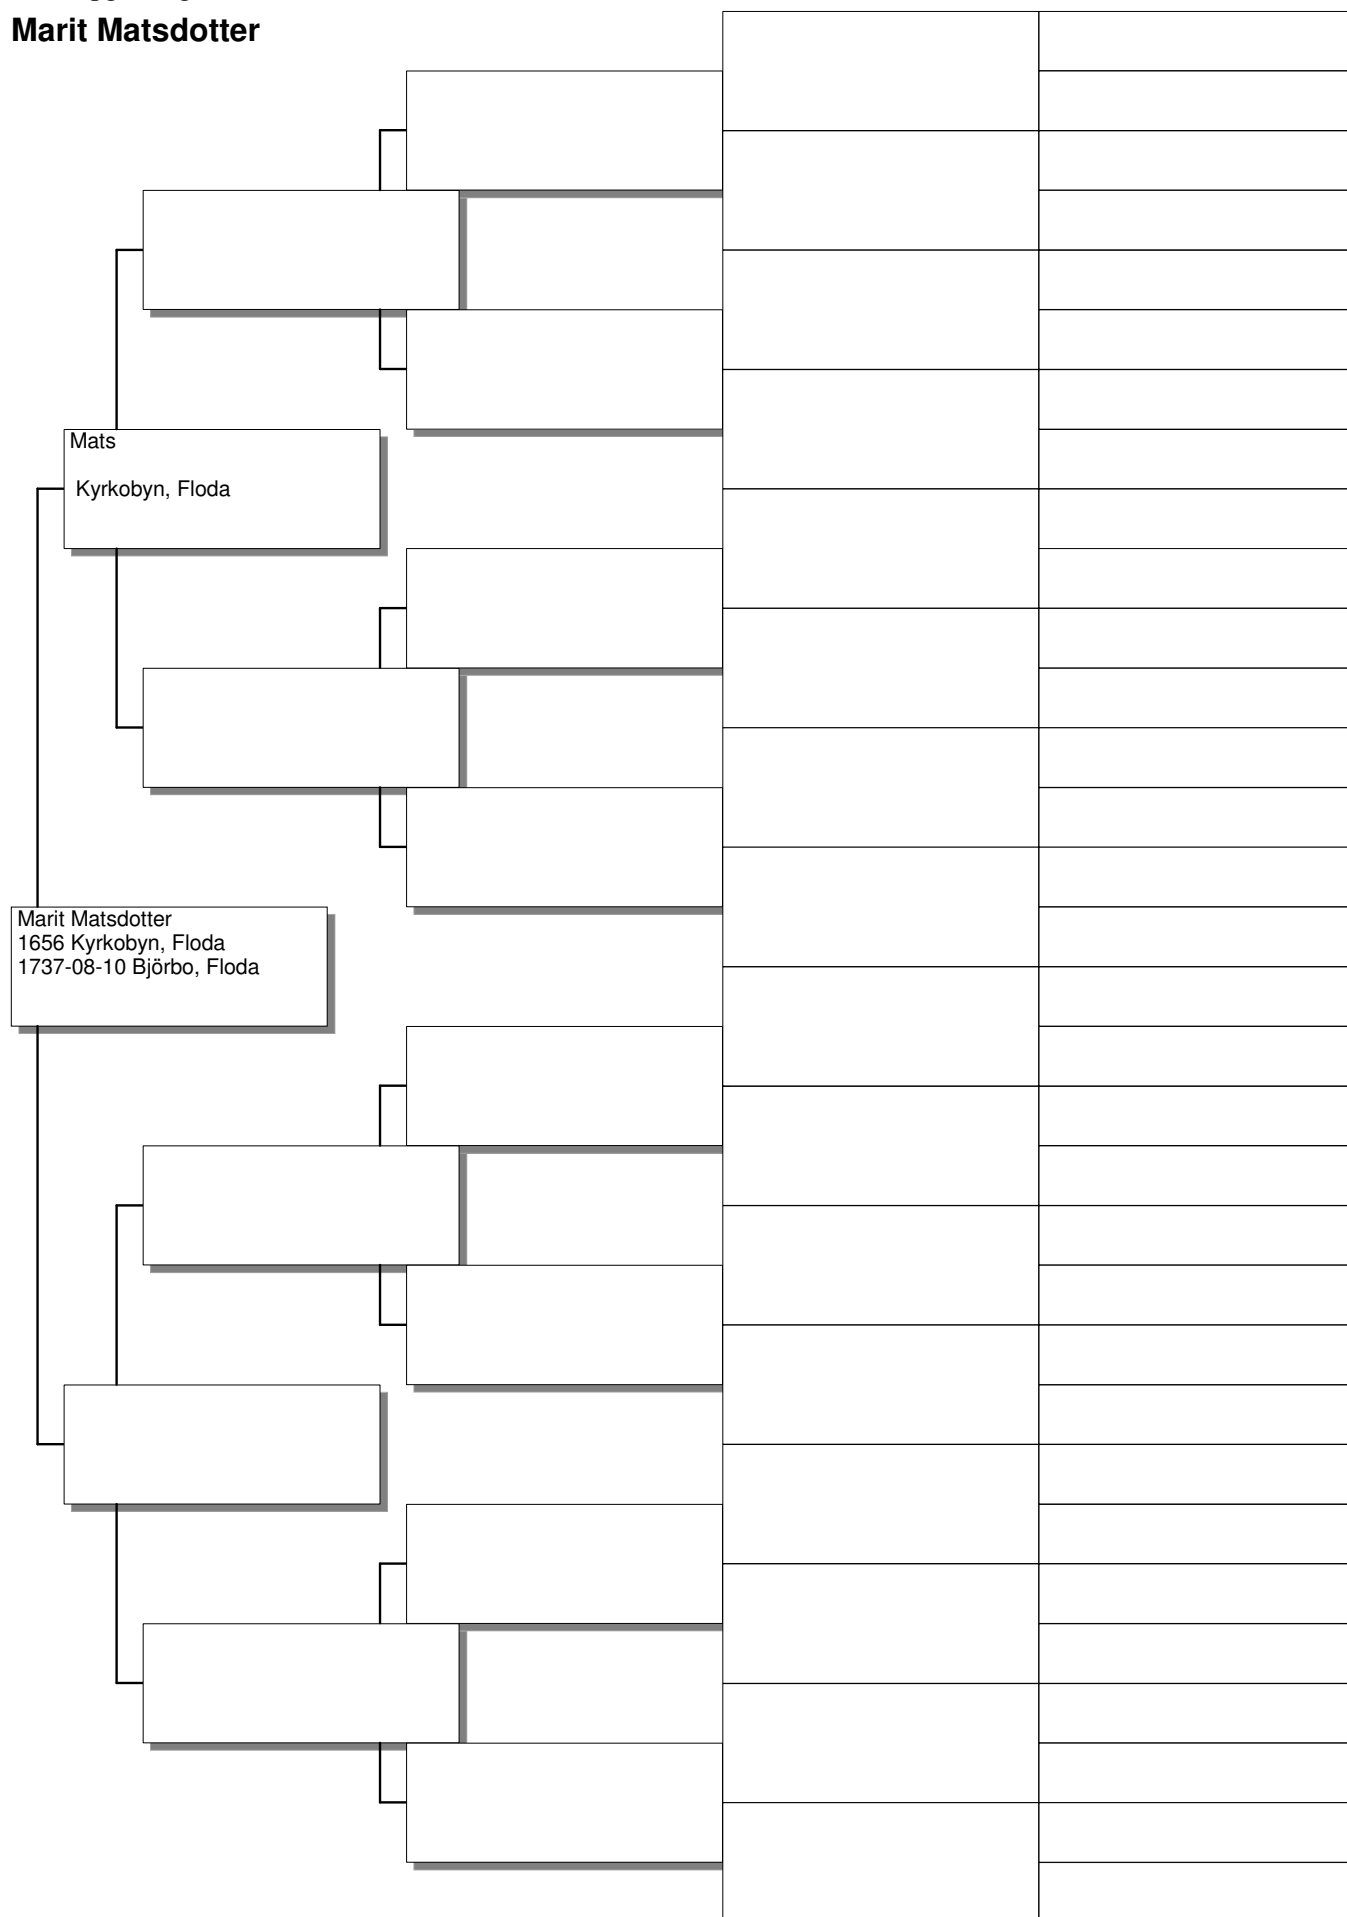 Marit Matsdotter
Mats
Kyrkobyn, Floda
Marit Matsdotter
1656 Kyrkobyn, Floda
1737-08-10 Björbo, Floda